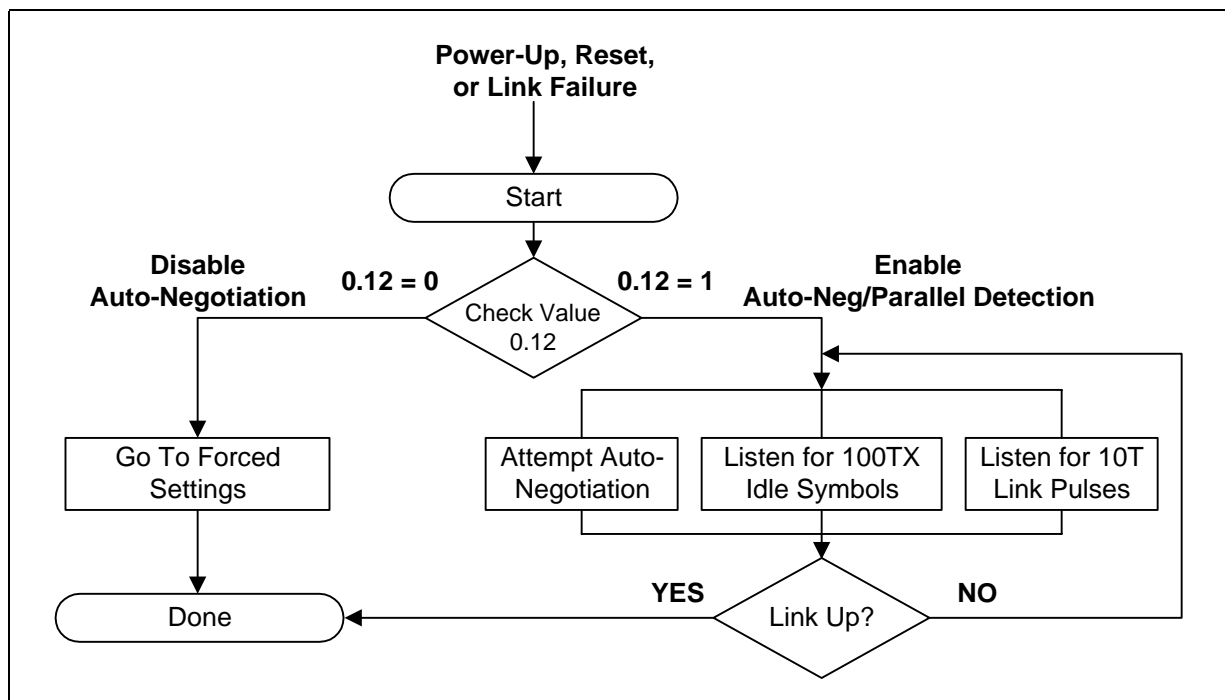 Power-Up, Reset,
or Link Failure
Start
Disable
Auto-Negotiation
0.12 = 0
0.12 = 1
Enable
Auto-Neg/Parallel Detection
Check Value
0.12
Go To Forced
Settings
Attempt Auto-
Negotiation
Listen for 100TX
Idle Symbols
Listen for 10T
Link Pulses
Done
YES
Link Up?
NO